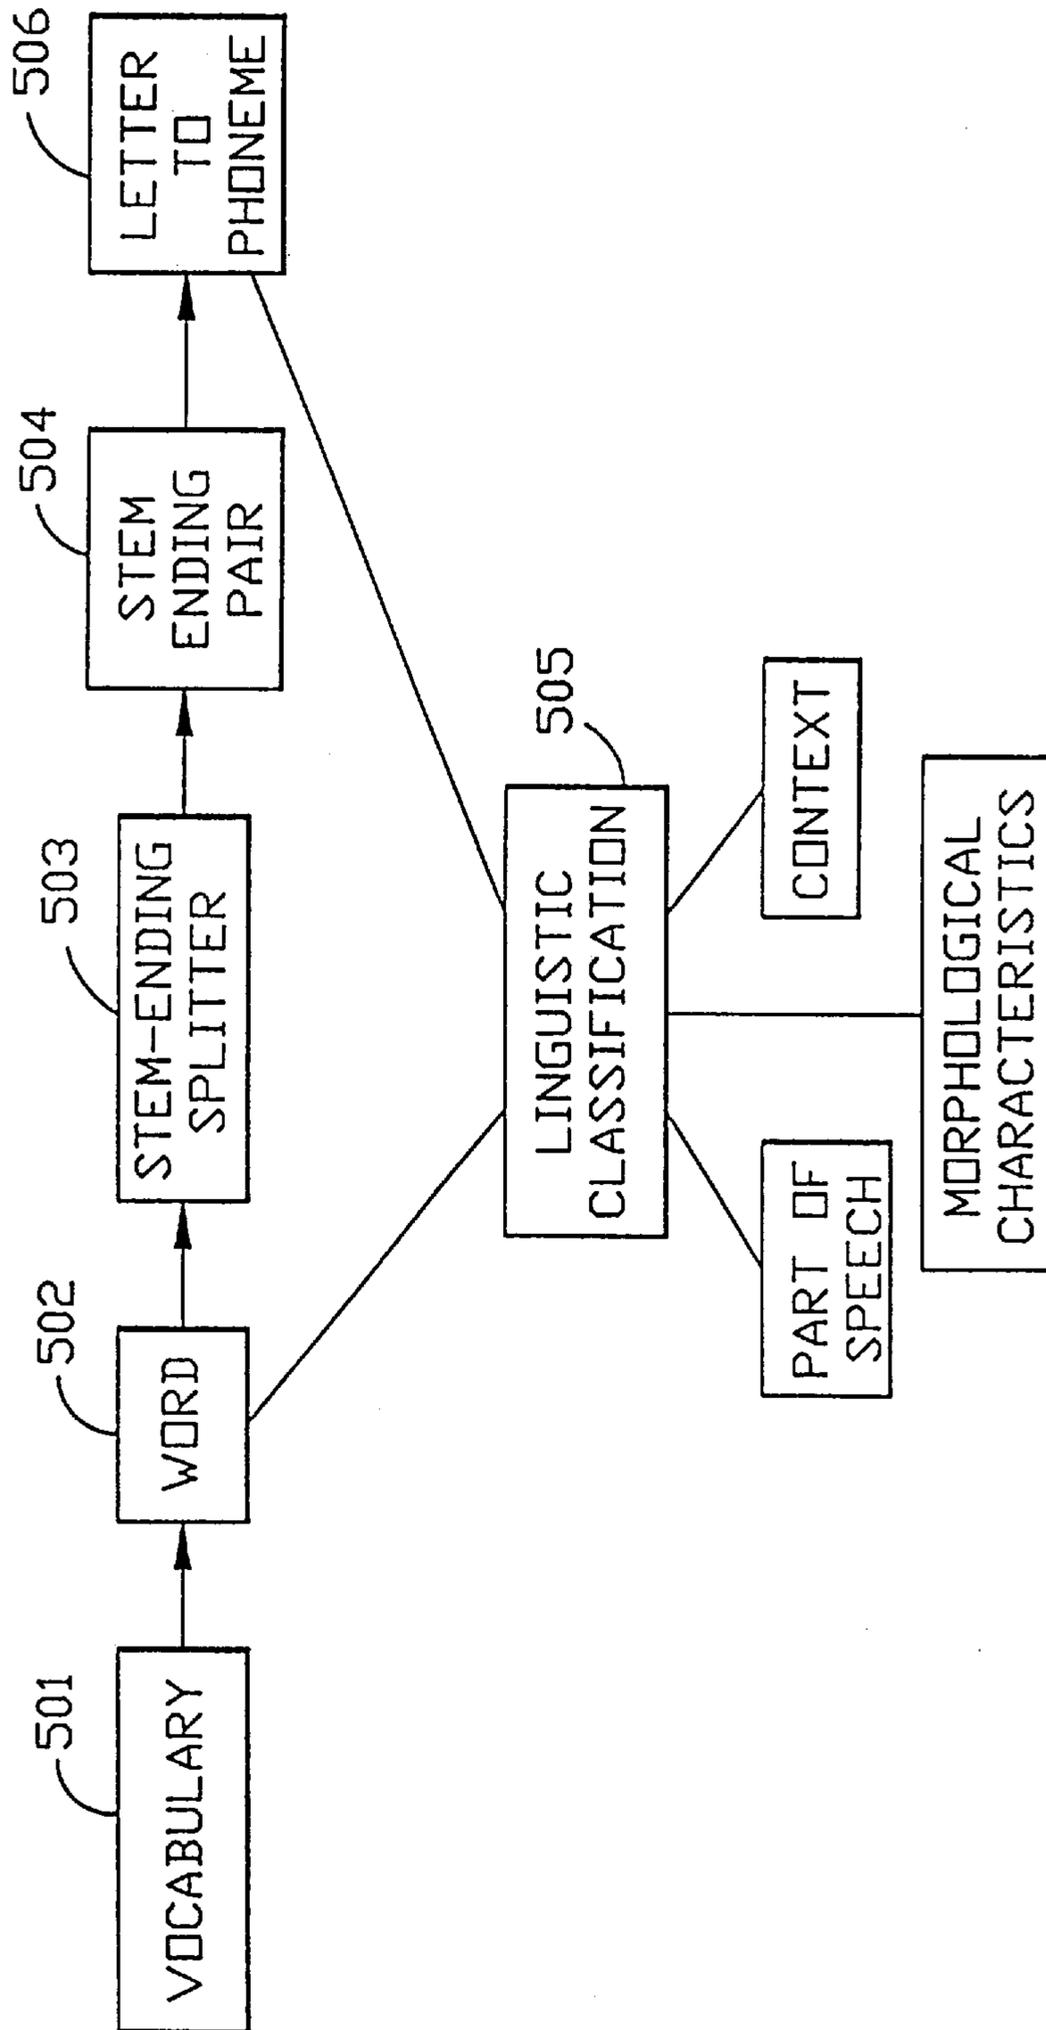 501
VOCABULARY
502
WORD
503
STEM-ENDING
SPLITTER
504
STEM
ENDING
PAIR
506
LETTER
TO
PHONEME
505
LINGUISTIC
CLASSIFICATION
PART OF
SPEECH
MORPHOLOGICAL
CHARACTERISTICS
CONTEXT